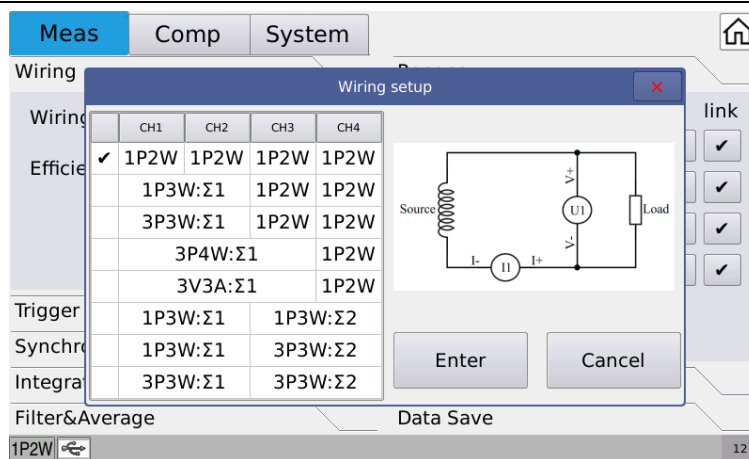 Meas Comp System
Wiring
Wiring setup
Wiring link
CH1 CH2 CH3 CH4
✔ 1P2W 1P2W 1P2W 1P2W
Efficie
1P3W:Σ1 1P2W 1P2W
3P3W:Σ1 1P2W 1P2W
3P4W:Σ1 1P2W
3V3A:Σ1 1P2W
1P3W:Σ1 1P3W:Σ2
1P3W:Σ1 3P3W:Σ2
3P3W:Σ1 3P3W:Σ2
V+
Source U1 Load
V-
I- I1 I+
Enter Cancel
Trigger
Synchro
Integra
Filter&Average Data Save
1P2W 12